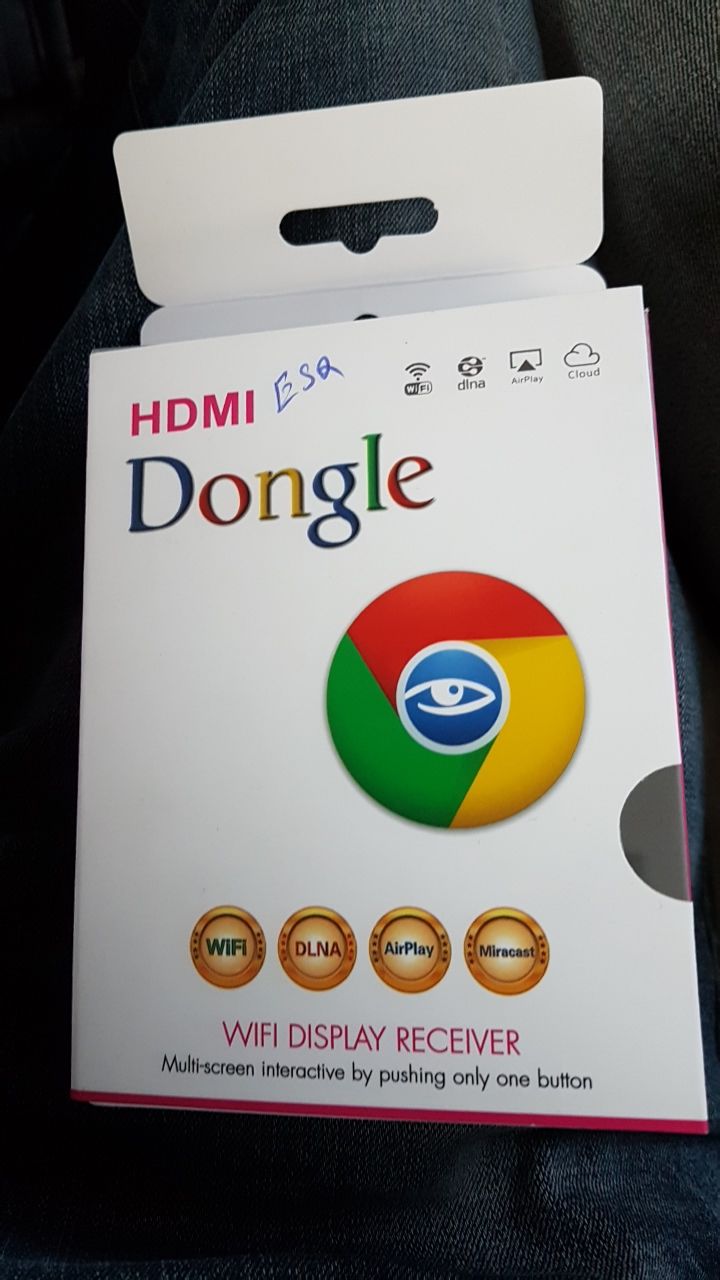 HDMI
WiFi dlna AirPlay Cloud
Dongle
WiFi DLNA AirPlay Miracast
WIFI DISPLAY RECEIVER
Multi-screen interactive by pushing only one button